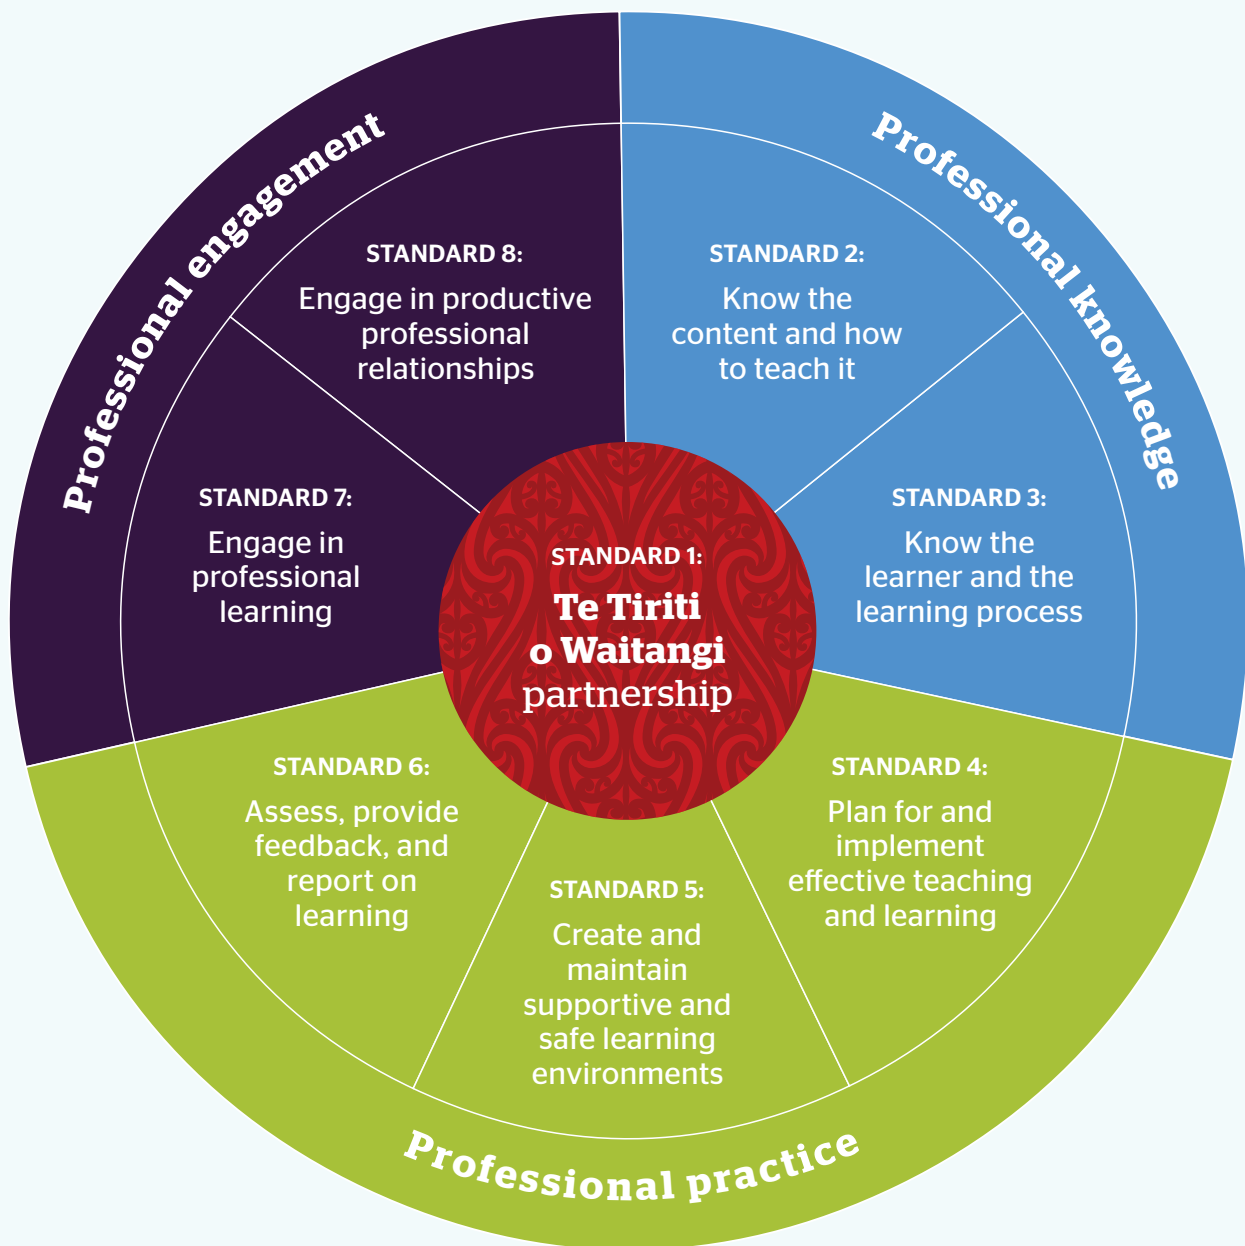 Professional engagement
Professional knowledge
STANDARD 8:
Engage in productive
professional
relationships
STANDARD 2:
Know the
content and how
to teach it
STANDARD 7:
Engage in
professional
learning
STANDARD 1:
Te Tiriti
o Waitangi
partnership
STANDARD 3:
Know the
learner and the
learning process
STANDARD 6:
Assess, provide
feedback, and
report on
learning
STANDARD 5:
Create and
maintain
supportive and
safe learning
environments
STANDARD 4:
Plan for and
implement
effective teaching
and learning
Professional practice